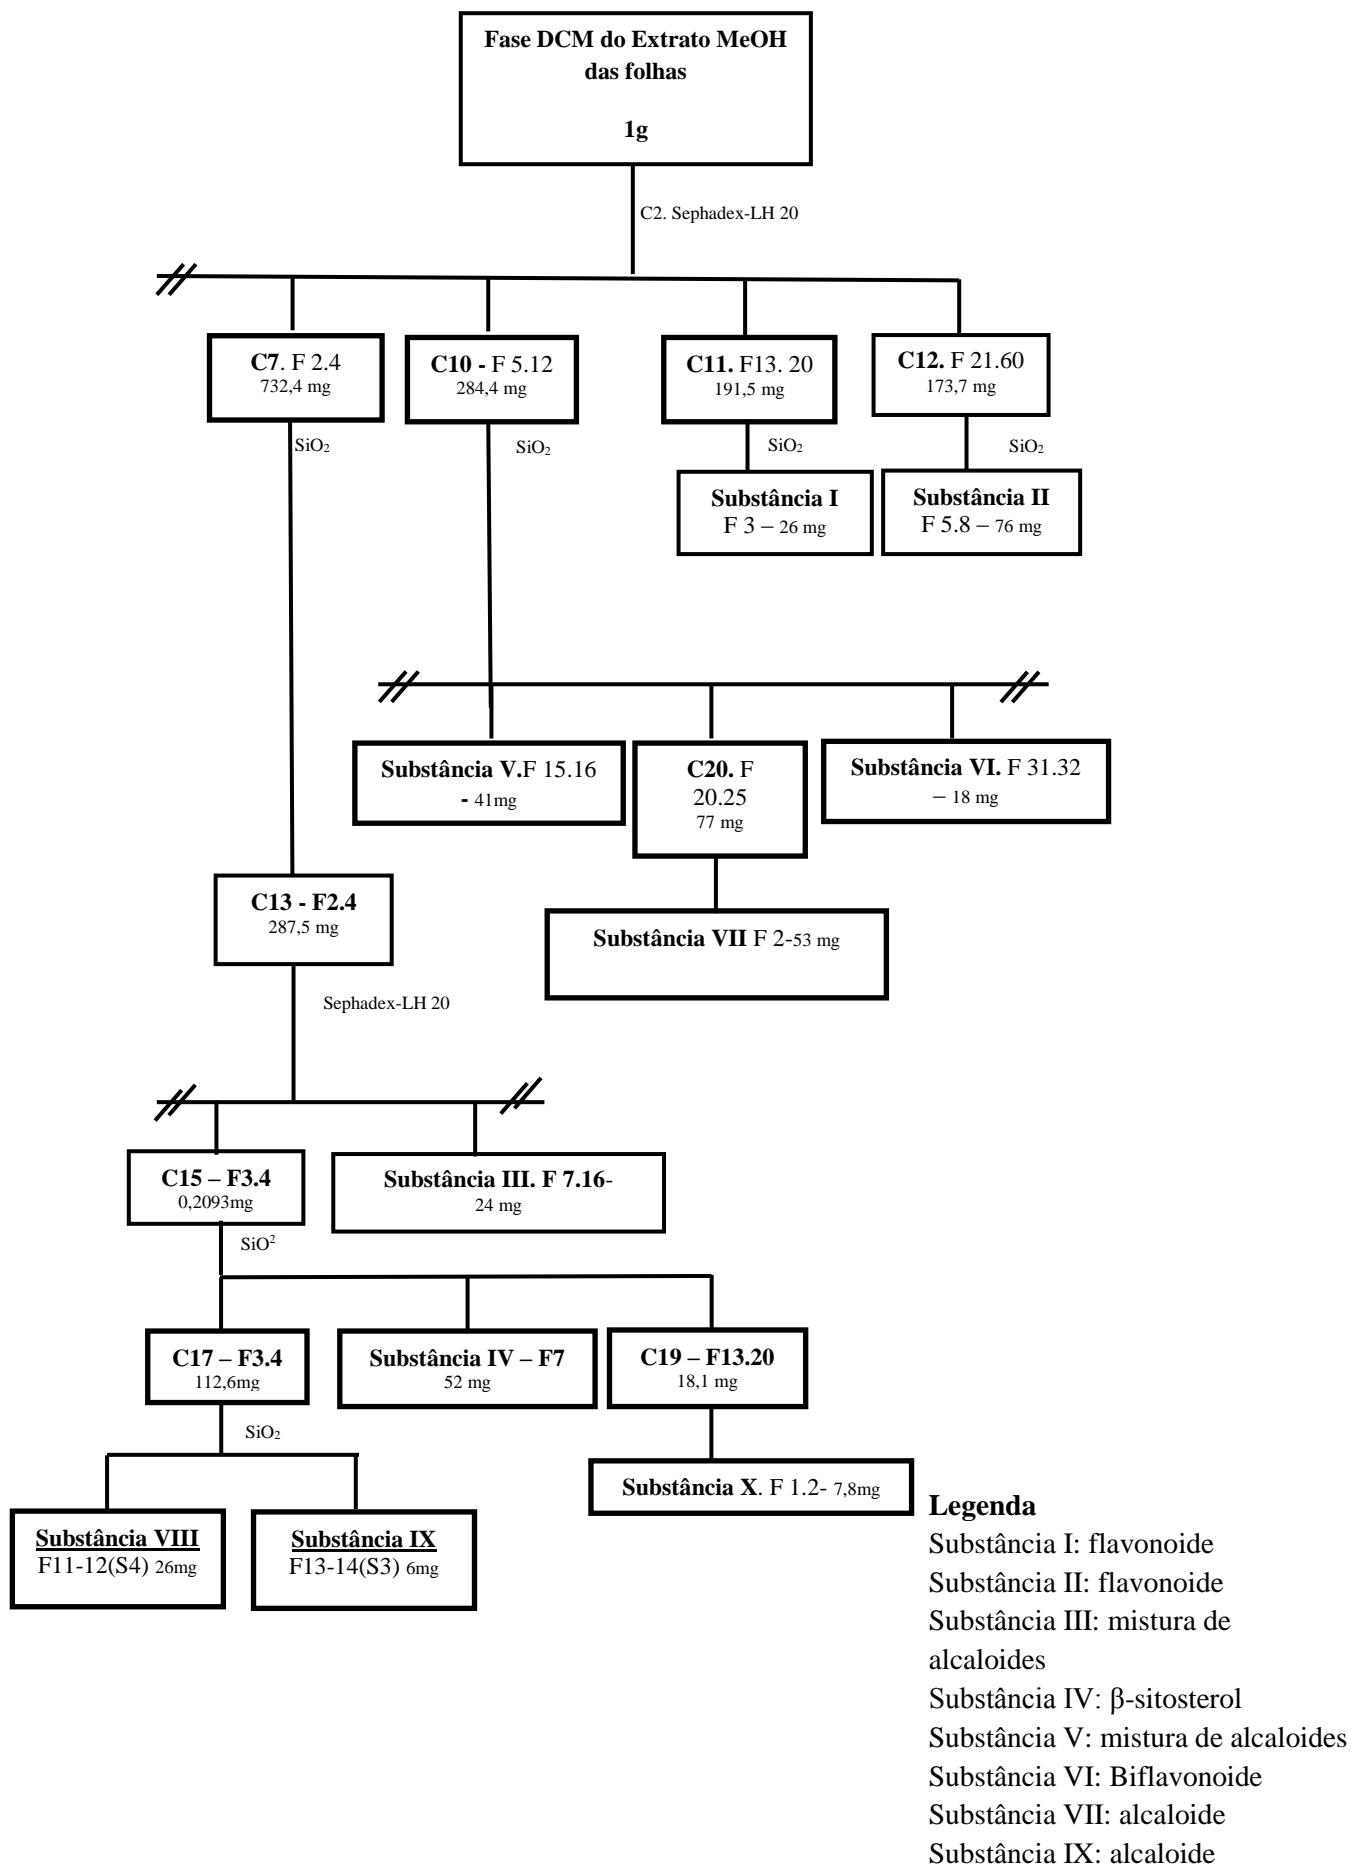 Fase DCM do Extrato MeOH
das folhas
1g
C2. Sephadex-LH 20
C7. F 2.4
732,4 mg
C10 - F 5.12
284,4 mg
C11. F13. 20
191,5 mg
C12. F 21.60
173,7 mg
SiO₂
SiO₂
SiO₂
SiO₂
Substância I
F 3 – 26 mg
Substância II
F 5.8 – 76 mg
Substância V.F 15.16
- 41mg
C20. F
20.25
77 mg
Substância VI. F 31.32
– 18 mg
C13 - F2.4
287,5 mg
Substância VII F 2-53 mg
Sephadex-LH 20
C15 – F3.4
0,2093mg
Substância III. F 7.16-
24 mg
SiO²
C17 – F3.4
112,6mg
Substância IV – F7
52 mg
C19 – F13.20
18,1 mg
SiO₂
Substância X. F 1.2- 7,8mg
Substância VIII
F11-12(S4) 26mg
Substância IX
F13-14(S3) 6mg
Legenda
Substância I: flavonoide
Substância II: flavonoide
Substância III: mistura de
alcaloides
Substância IV: β-sitosterol
Substância V: mistura de alcaloides
Substância VI: Biflavonoide
Substância VII: alcaloide
Substância IX: alcaloide